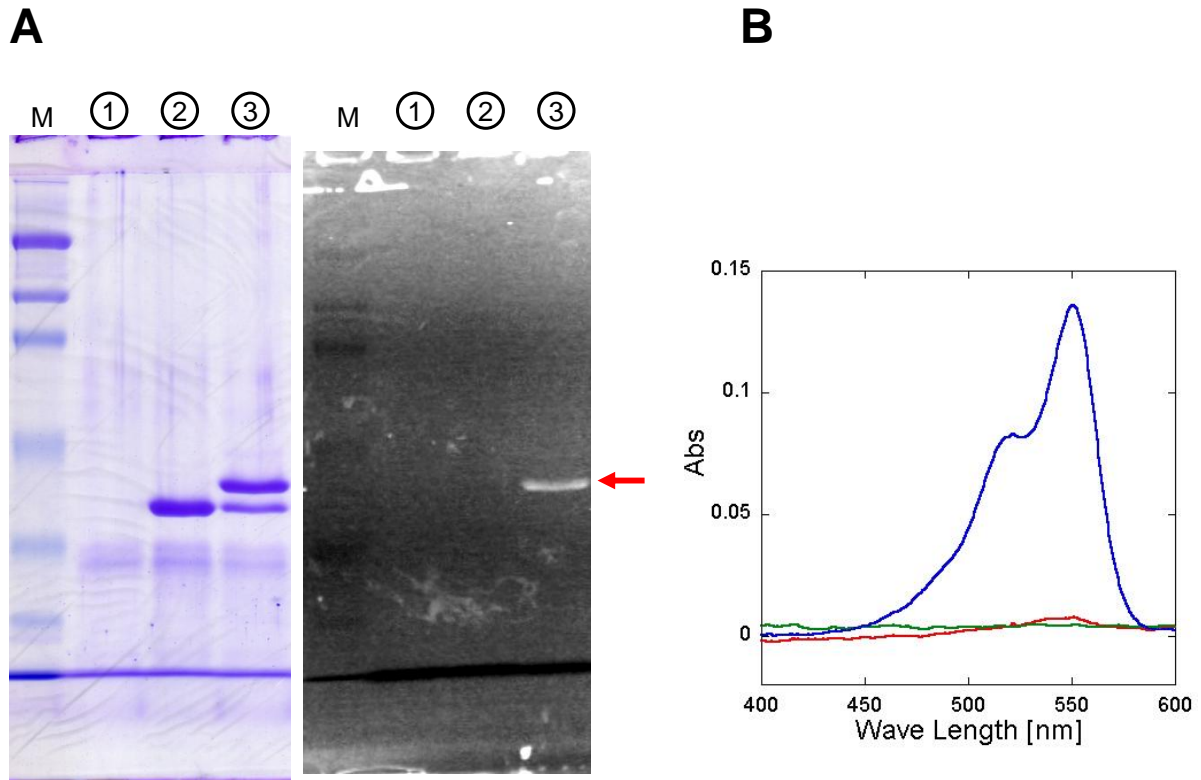 A
B
M ① ② ③
M ① ② ③
0.15
0.1
0.05
0
Abs
400 450 500 550 600
Wave Length [nm]